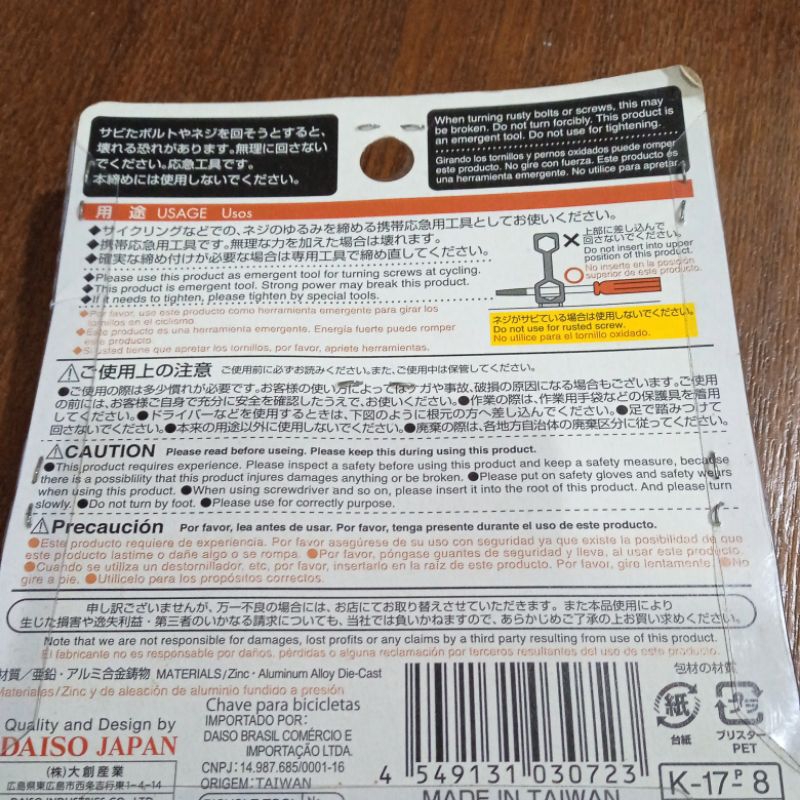 サビたボルトやネジを回そうとすると、
壊れる恐れがあります。無理に回さない
でください。応急工具です。
本締めには使用しないでください。
When turning rusty bolts or screws, this may
be broken. Do not turn forcibly. This product is
an emergent tool. Do not use for tightening.
Girando los tornillos y pernos oxidados puede romper
este producto. No gire con fuerza. Este producto es
una herramienta emergente. No utilice para apretar.
用途 USAGE Usos
◆サイクリングなどでの、ネジのゆるみを締める携帯応急用工具としてお使いください。
◆携帯応急用工具です。無理な力を加えた場合は壊れます。
◆確実な締め付けが必要な場合は専用工具で締め直してください。
◆Please use this product as emergent tool for turning screws at cycling.
◆This product is emergent tool. Strong power may break this product.
◆If it needs to tighten, please tighten by special tools.
◆Por favor, use este producto como herramienta emergente para girar los
tornillos en el ciclismo
◆Este producto es una herramienta emergente. Energía fuerte puede romper
este producto.
◆Si usted tiene que apretar los tornillos, por favor, apriete herramientas.
上部に差し込んで
回さないでください。
Do not insert into upper
position of this product.
No inserte en la posición
superior de este producto.
ネジがサビている場合は使用しないでください。
Do not use for rusted screw.
No utilice para el tornillo oxidado.
⚠ご使用上の注意 ご使用前に必ずお読みください。また、ご使用中は保管してください。
●ご使用の際は多少慣れが必要です。お客様の使い方によってはケガや事故、破損の原因になる場合もございます。ご使用
の前には、お客様ご自身で充分に安全を確認したうえで、お使いください。●作業の際は、作業用手袋などの保護具を着用
してください。●ドライバーなどを使用するときは、下図のように根元の方へ差し込んでください。●足で踏みつけて
回さないでください。●本来の用途以外に使用しないでください。●廃棄の際は、各地方自治体の廃棄区分に従ってください。
⚠CAUTION Please read before useing. Please keep this during using this product.
●This product requires experience. Please inspect a safety before using this product and keep a safety measure, because
there is a possiblility that this product injures damages anything or be broken. ●Please put on safety gloves and safety wears
when using this product. ●When using screwdriver and so on, please insert it into the root of this product. And please turn
slowly. ●Do not turn by foot. ●Please use for correctly purpose.
⚠Precaución Por favor, lea antes de usar. Por favor, tenga presente durante el uso de este producto.
●Este producto requiere de experiencia. Por favor asegúrese de su uso con seguridad ya que existe la posibilidad de que
este producto lastime o dañe algo o se rompa. ●Por favor, póngase guantes de seguridad y lleva, al usar este producto.
●Cuando se utiliza un destornillador, etc, por favor, insertarlo en la raíz de este producto. Por favor, gire lentamente. ●No
gire a pie. ●Utilícelo para los propósitos correctos.
申し訳ございませんが、万一不良の場合には、お店にてお取り替えさせていただきます。また本品使用により
生じた損害や逸失利益・第三者のいかなる請求についても、当社では負いかねますので、あらかじめご了承の上お買い求めください。
Note that we are not responsible for damages, lost profits or any claims by a third party resulting from use of this product.
El fabricante no es responsable por daños, pérdidas o alguna reclamación por terceros resultantes del uso de este producto.
材質/亜鉛・アルミ合金鋳物 MATERIALS/Zinc・Aluminum Alloy Die-Cast
Materiales/Zinc y de aleación de aluminio fundido a presión
包材の材質
紙
台紙
プラ
ブリスター
PET
Quality and Design by
DAISO JAPAN
(株)大創産業
広島県東広島市西条吉行東1-4-14
DAISO INDUSTRIES CO., LTD.
Chave para bicicletas
IMPORTADO POR:
DAISO BRASIL COMÉRCIO E
IMPORTAÇÃO LTDA.
CNPJ: 14.987.685/0001-16
ORIGEM: TAIWAN
4 549131 030723
MADE IN TAIWAN
K-17-P-8